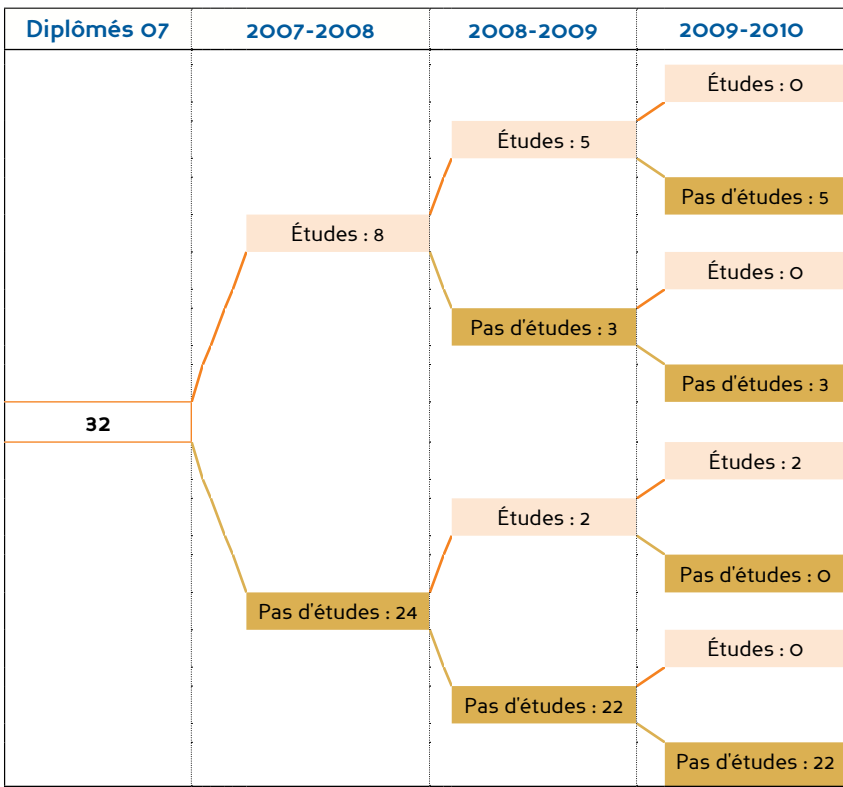 Diplômés 07 2007-2008 2008-2009 2009-2010
Études : 0
Études : 5
Pas d'études : 5
Études : 8
Études : 0
Pas d'études : 3
Pas d'études : 3
32
Études : 2
Études : 2
Pas d'études : 0
Pas d'études : 24
Études : 0
Pas d'études : 22
Pas d'études : 22